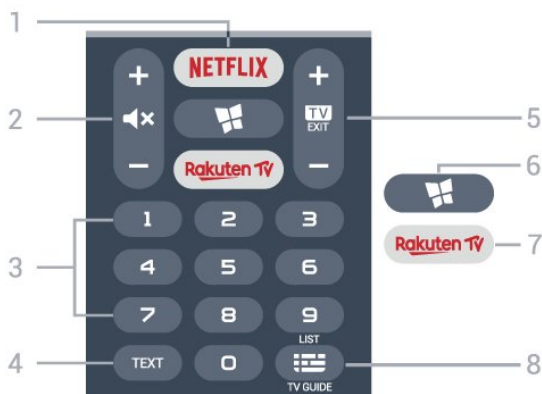 1
NETFLIX
+
+
2
TV
EXIT
5
-
Rakuten TV
-
6
1 2 3
Rakuten TV
7
3
4 5 6
7 8 9
LIST
4
TEXT
0
8
TV GUIDE